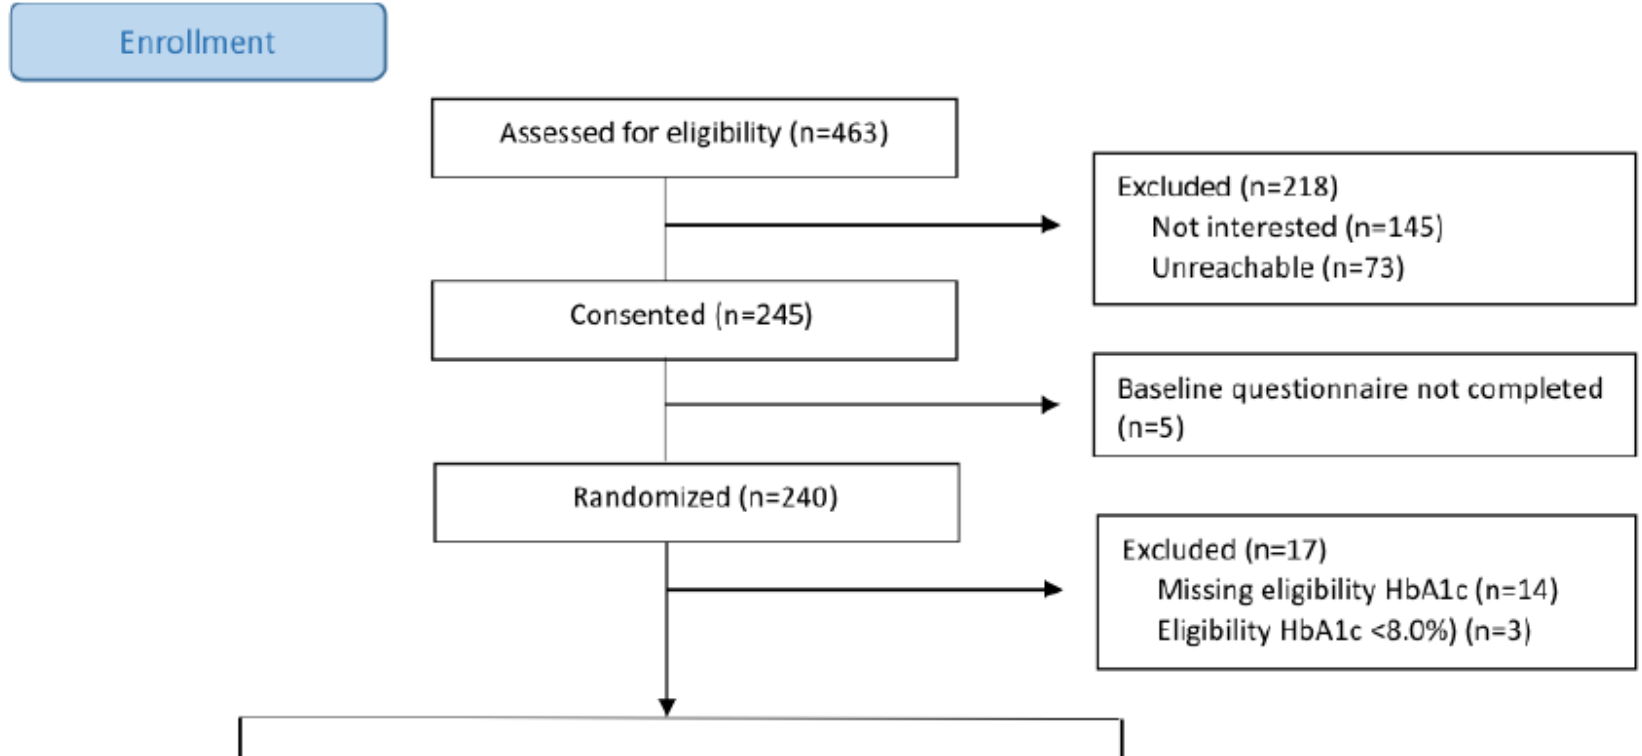 Enrollment
Assessed for eligibility (n=463)
Excluded (n=218)
Not interested (n=145)
Unreachable (n=73)
Consented (n=245)
Baseline questionnaire not completed
(n=5)
Randomized (n=240)
Excluded (n=17)
Missing eligibility HbA1c (n=14)
Eligibility HbA1c <8.0%) (n=3)